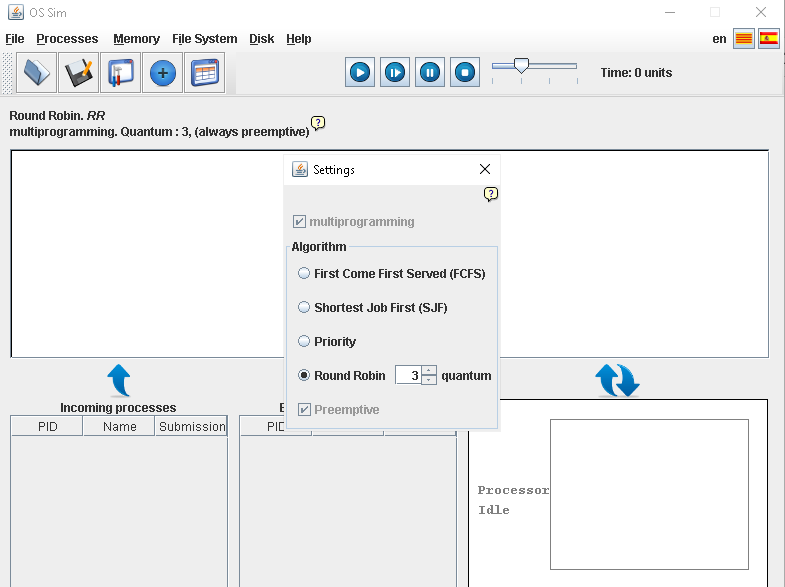 OS Sim
File Processes Memory File System Disk Help
en
Time: 0 units
Round Robin. RR
multiprogramming. Quantum : 3, (always preemptive)
?
Settings
?
multiprogramming
Algorithm
First Come First Served (FCFS)
Shortest Job First (SJF)
Priority
Round Robin 3 quantum
Preemptive
Incoming processes
PID Name Submission
PID
Processor
Idle